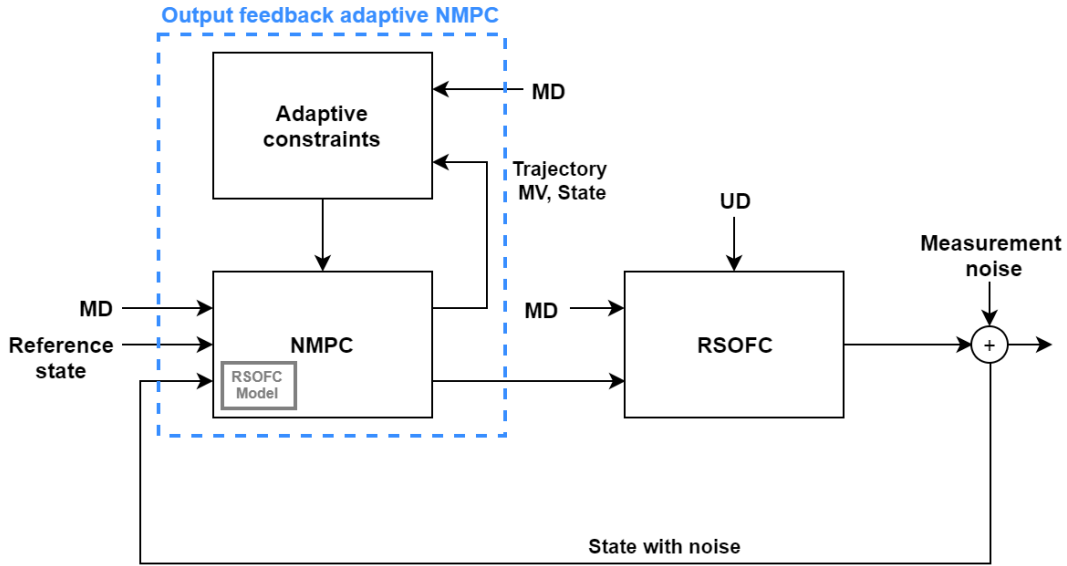 Output feedback adaptive NMPC
Adaptive
constraints
MD
Trajectory
MV, State
UD
Measurement
noise
MD
MD
Reference
state
NMPC
RSOFC
Model
RSOFC
+
State with noise